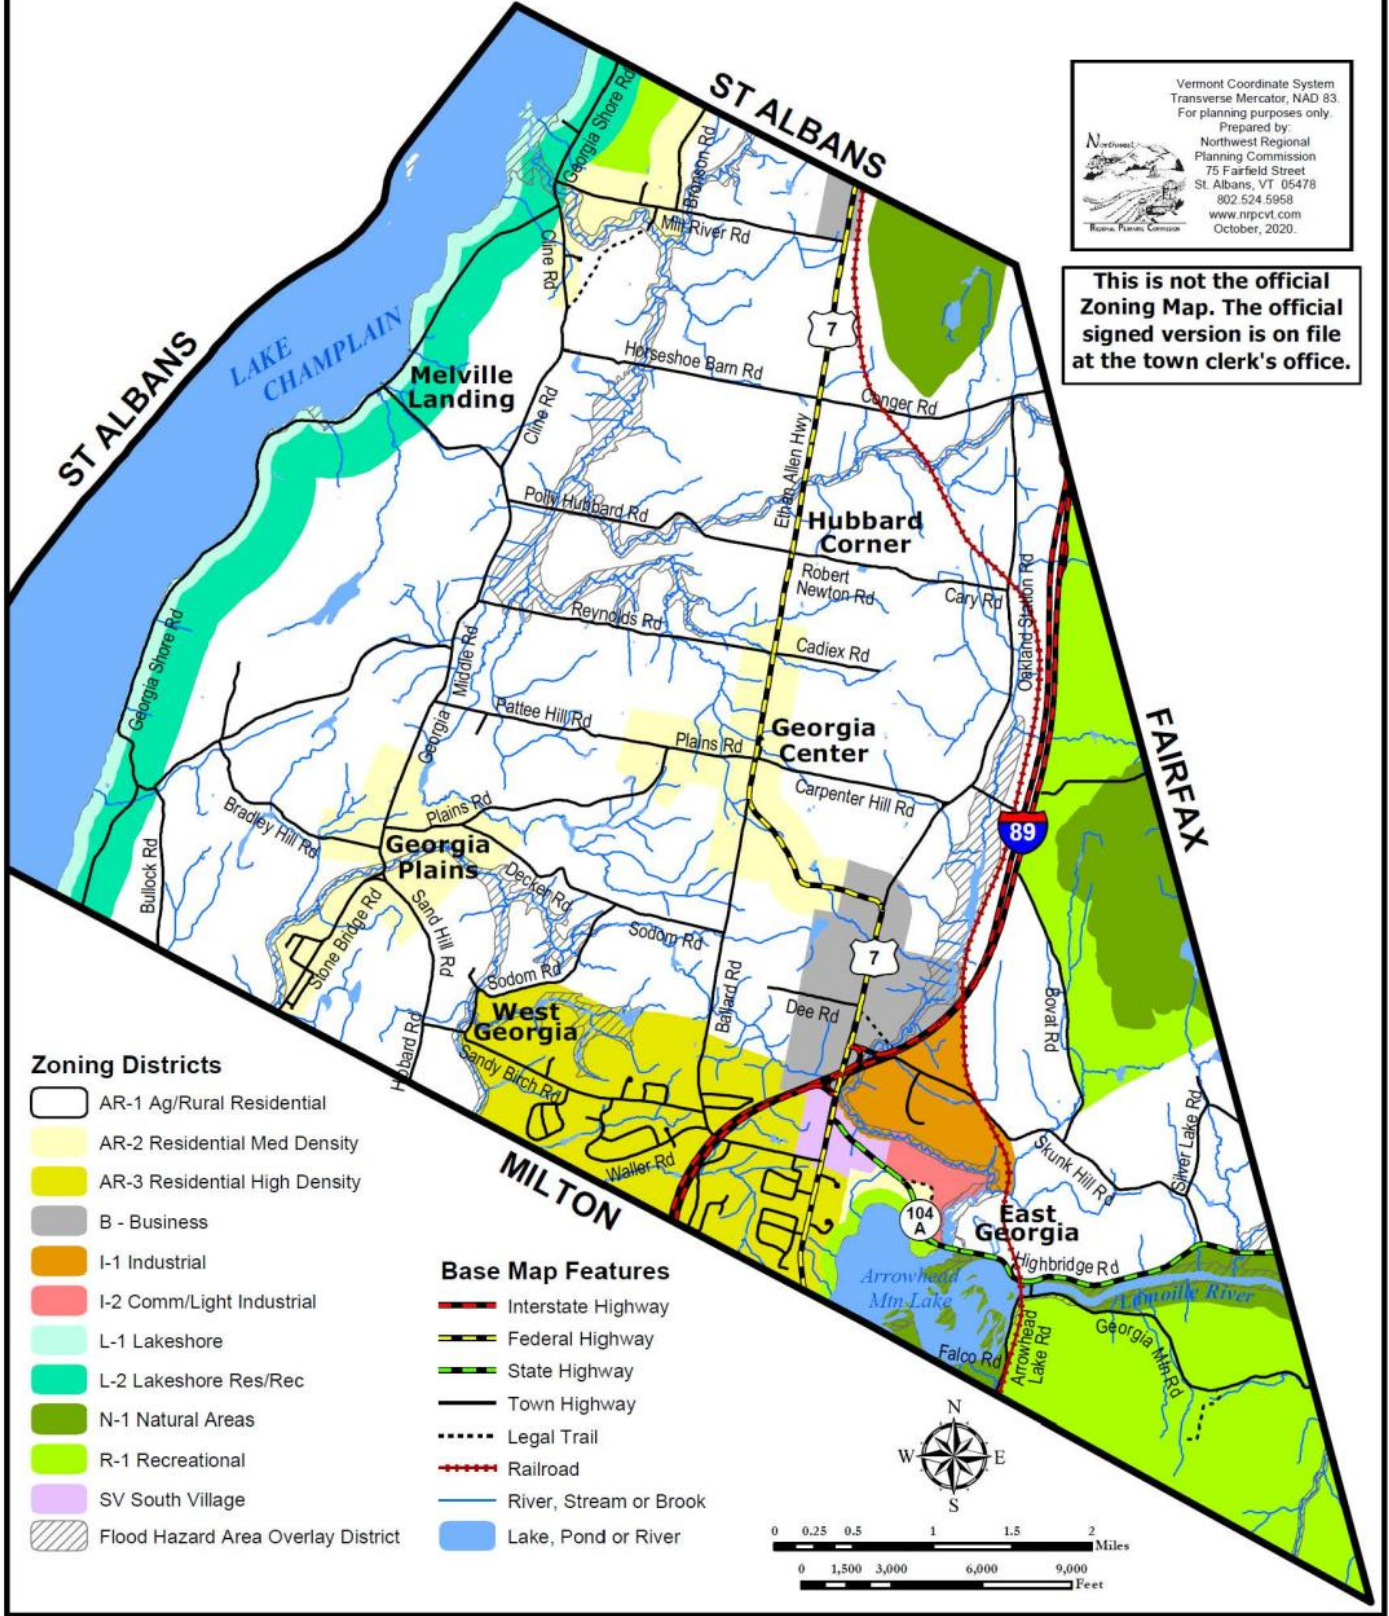 ST ALBANS
Vermont Coordinate System
Transverse Mercator, NAD 83.
For planning purposes only.
Prepared by:
Northwest Regional
Planning Commission
75 Fairfield Street
St. Albans, VT 05478
802.524.5958
www.nrpcvt.com
October, 2020.
Northwest
REGIONAL PLANNING COMMISSION
This is not the official
Zoning Map. The official
signed version is on file
at the town clerk's office.
Georgia Shore Rd
Bronson Rd
Mill River Rd
Cline Rd
7
ST ALBANS
LAKE
CHAMPLAIN
Horseshoe Barn Rd
Melville
Landing
Conger Rd
Cline Rd
Ethan Allen Hwy
Polly Hubbard Rd
Hubbard
Corner
Robert
Newton Rd
Cary Rd
Oakland Station Rd
Reynolds Rd
Georgia Shore Rd
Middle Rd
Cadiex Rd
Pattee Hill Rd
Georgia
Plains Rd
Georgia
Center
FAIRFAX
Carpenter Hill Rd
Bradley Hill Rd
Plains Rd
89
Georgia
Plains
Bullock Rd
Decker Rd
Stone Bridge Rd
Sand Hill Rd
Sodom Rd
7
Sodom Rd
Ballard Rd
Dee Rd
Bovat Rd
West
Georgia
Hibbard Rd
Sandy Birch Rd
Waller Rd
MILTON
Skunk Hill Rd
Silver Lake Rd
104
A
East
Georgia
Highbridge Rd
Arrowhead
Mtn Lake
Lamoille River
Georgia Mtn Rd
Falco Rd
Arrowhead
Lake Rd
Zoning Districts
AR-1 Ag/Rural Residential
AR-2 Residential Med Density
AR-3 Residential High Density
B - Business
I-1 Industrial
I-2 Comm/Light Industrial
L-1 Lakeshore
L-2 Lakeshore Res/Rec
N-1 Natural Areas
R-1 Recreational
SV South Village
Flood Hazard Area Overlay District
Base Map Features
Interstate Highway
Federal Highway
State Highway
Town Highway
Legal Trail
Railroad
River, Stream or Brook
Lake, Pond or River
N
W E
S
0 0.25 0.5 1 1.5 2
Miles
0 1,500 3,000 6,000 9,000
Feet